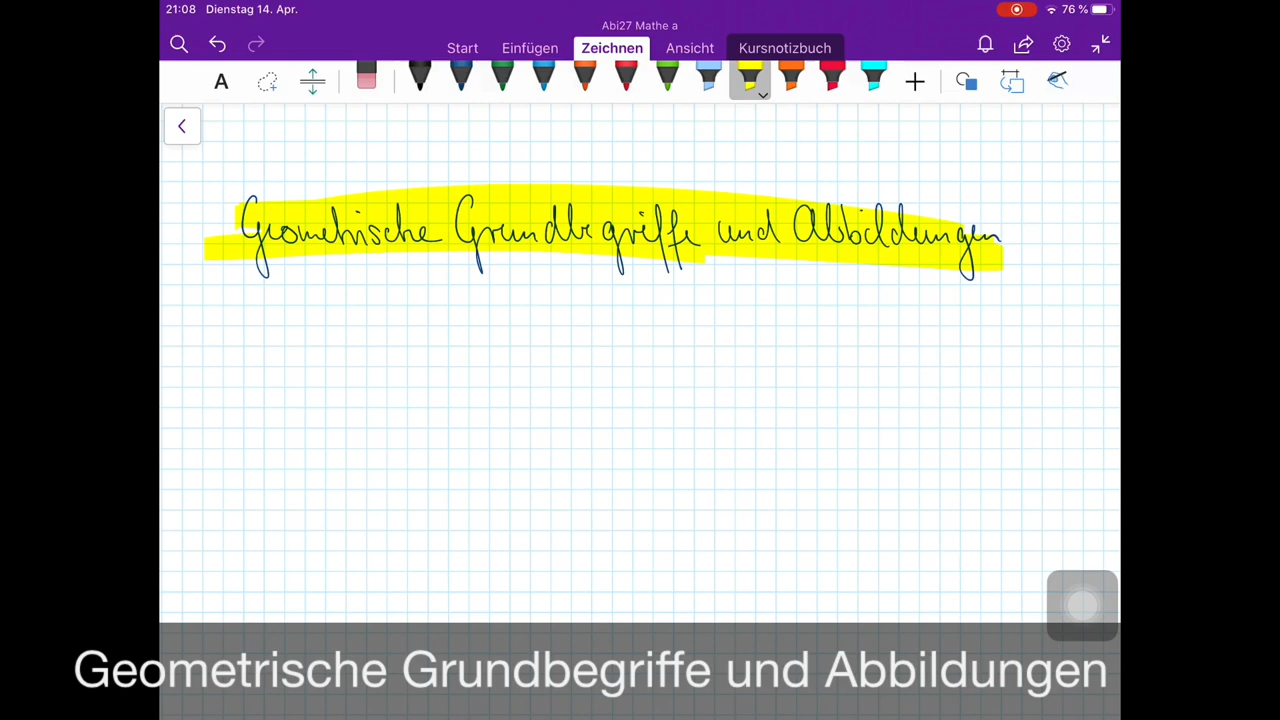 21:08 Dienstag 14. Apr.
76 %
Abi27 Mathe a
Start Einfügen Zeichnen Ansicht Kursnotizbuch
A
Geometrische Grundbegriffe und Abbildungen
Geometrische Grundbegriffe und Abbildungen